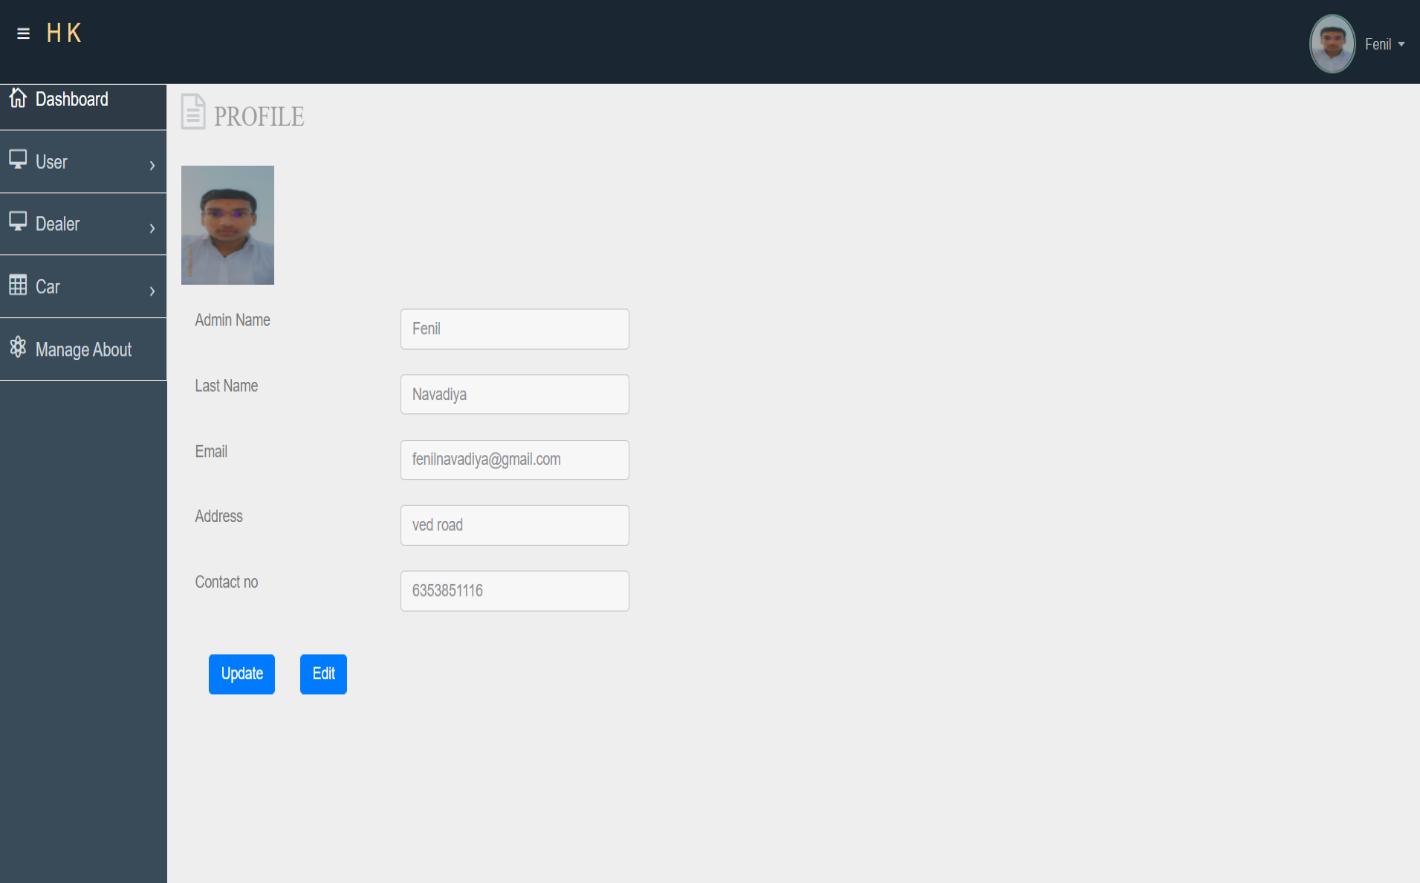 H K
Fenil
Dashboard
User
Dealer
Car
Manage About
PROFILE
Admin Name
Fenil
Last Name
Navadiya
Email
fenilnavadiya@gmail.com
Address
ved road
Contact no
6353851116
Update
Edit